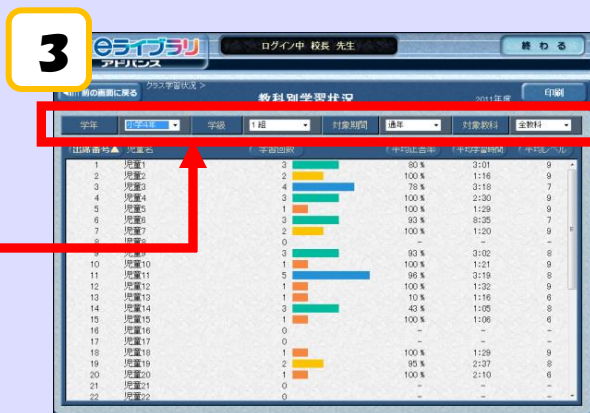 3
eライブラリ
アドバンス
ログイン中 校長 先生
終わる
前の画面に戻る
クラス学習状況 >
教科別学習状況
2011年度
印刷
学年 小学4年 学級 1組 対象期間 通年 対象教科 全教科
出席番号▲ 児童名 学習回数 平均正答率 平均学習時間 平均レベル
1 児童1 3 80 % 3:01 9
2 児童2 2 100 % 1:16 9
3 児童3 4 78 % 3:18 7
4 児童4 3 100 % 2:30 9
5 児童5 1 100 % 1:29 9
6 児童6 3 93 % 8:35 7
7 児童7 2 100 % 1:20 9
8 児童8 0 - - -
9 児童9 3 93 % 3:02 8
10 児童10 1 100 % 1:21 9
11 児童11 5 96 % 3:19 8
12 児童12 1 100 % 1:32 9
13 児童13 1 10 % 1:16 6
14 児童14 3 43 % 1:05 8
15 児童15 1 100 % 1:06 6
16 児童16 0 - - -
17 児童17 0 - - -
18 児童18 1 100 % 1:29 9
19 児童19 2 95 % 2:37 8
20 児童20 1 100 % 2:10 6
21 児童21 0 - - -
22 児童22 0 - - -